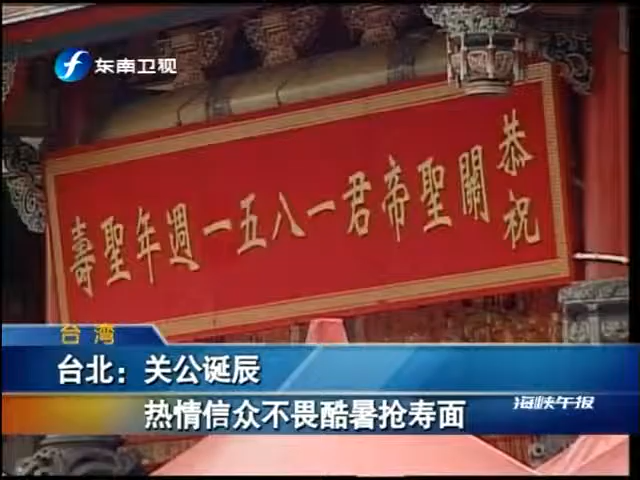 东南卫视
恭祝
關聖帝君一八五一週年聖壽
台湾
台北：关公诞辰
热情信众不畏酷暑抢寿面
海峡午报